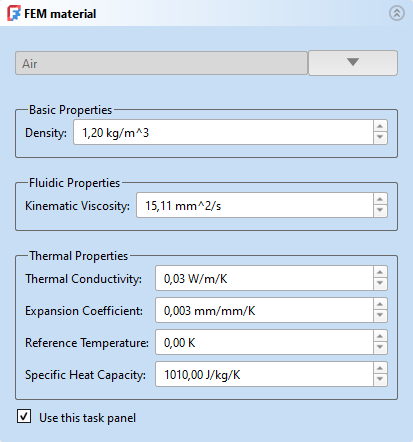 FEM material
Air
Basic Properties
Density: 1,20 kg/m^3
Fluidic Properties
Kinematic Viscosity: 15,11 mm^2/s
Thermal Properties
Thermal Conductivity: 0,03 W/m/K
Expansion Coefficient: 0,003 mm/mm/K
Reference Temperature: 0,00 K
Specific Heat Capacity: 1010,00 J/kg/K
Use this task panel